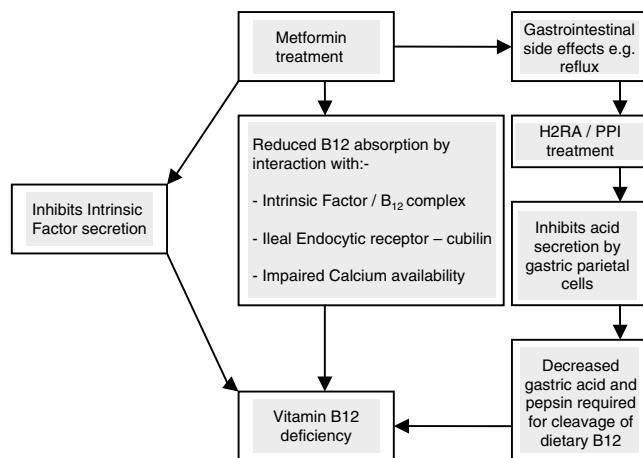 Metformin
treatment
Gastrointestinal
side effects e.g.
reflux
H2RA / PPI
treatment
Reduced B12 absorption by
interaction with:-
- Intrinsic Factor / B₁₂ complex
- Ileal Endocytic receptor – cubilin
- Impaired Calcium availability
Inhibits Intrinsic
Factor secretion
Inhibits acid
secretion by
gastric parietal
cells
Decreased
gastric acid and
pepsin required
for cleavage of
dietary B12
Vitamin B12
deficiency